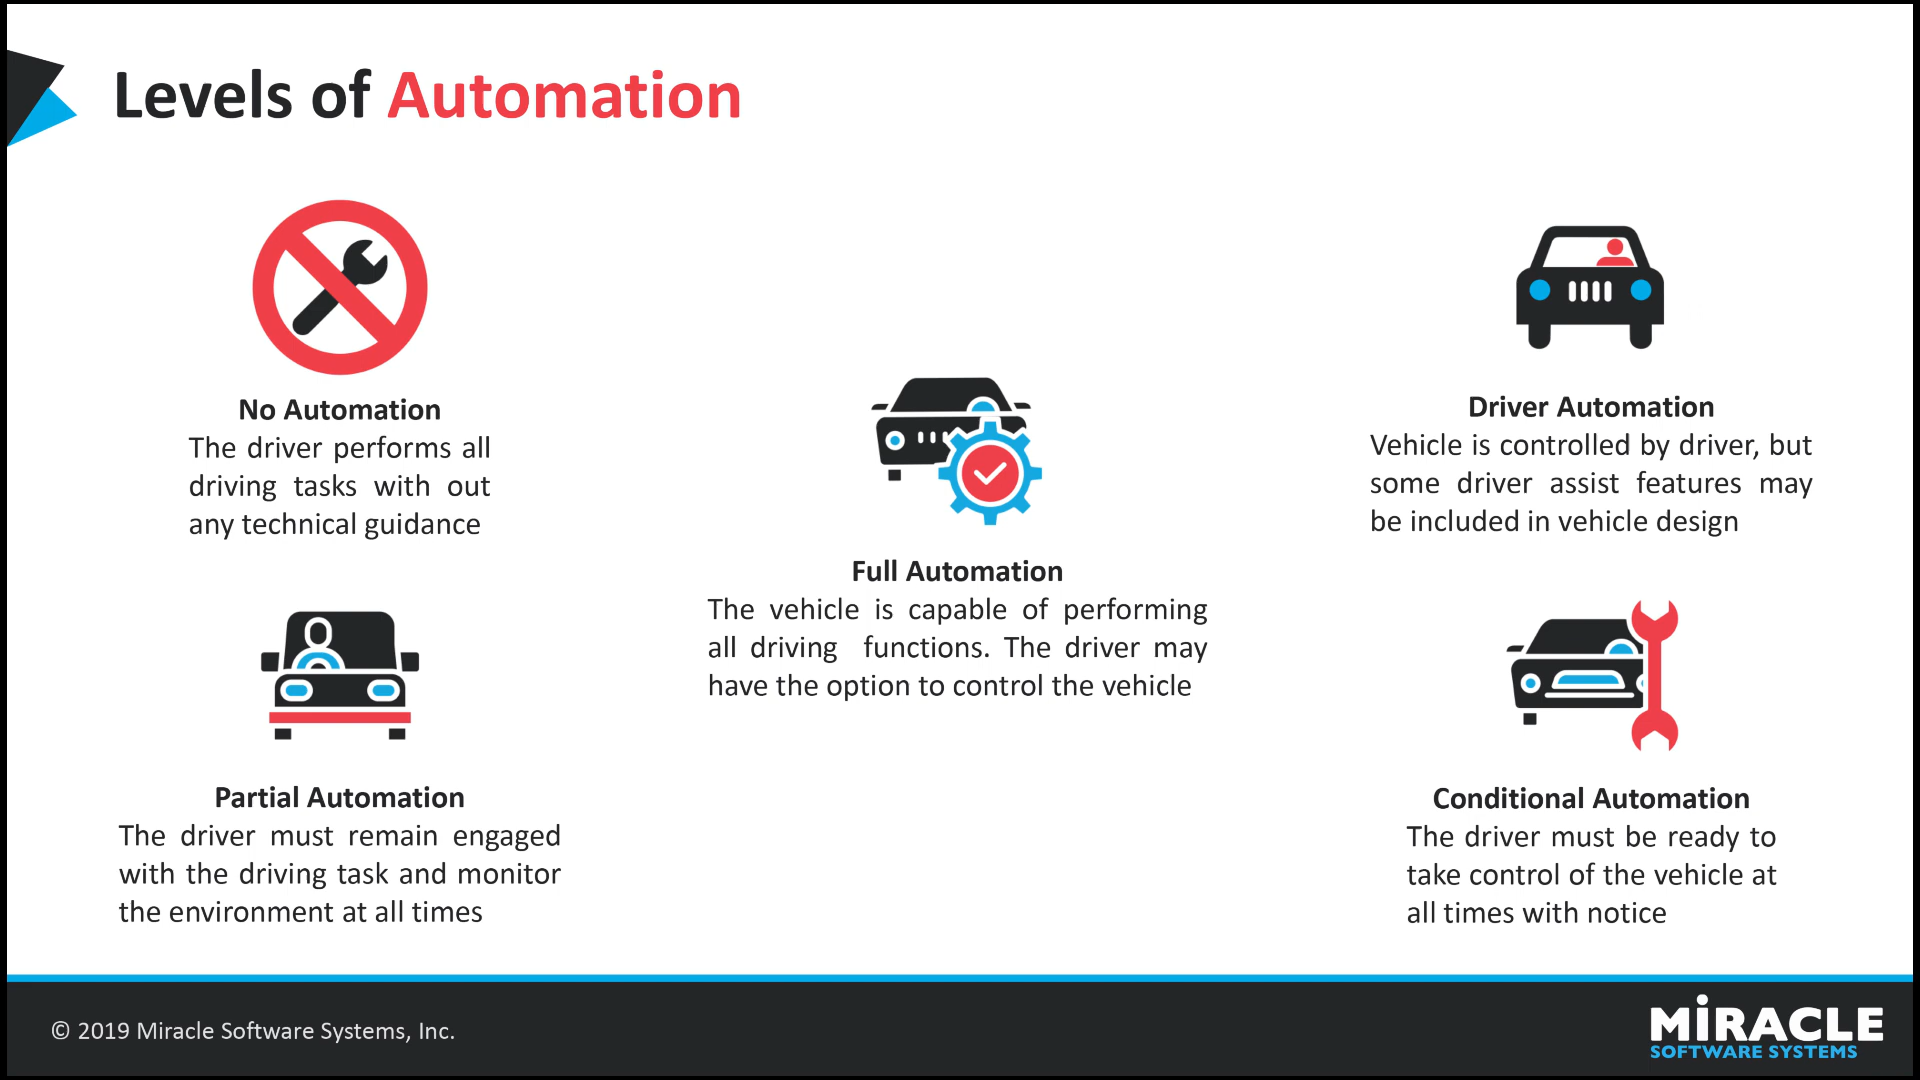 Levels of Automation
No Automation
The driver performs all
driving tasks with out
any technical guidance
Partial Automation
The driver must remain engaged
with the driving task and monitor
the environment at all times
Full Automation
The vehicle is capable of performing
all driving functions. The driver may
have the option to control the vehicle
Driver Automation
Vehicle is controlled by driver, but
some driver assist features may
be included in vehicle design
Conditional Automation
The driver must be ready to
take control of the vehicle at
all times with notice
© 2019 Miracle Software Systems, Inc.
MiRACLE
SOFTWARE SYSTEMS